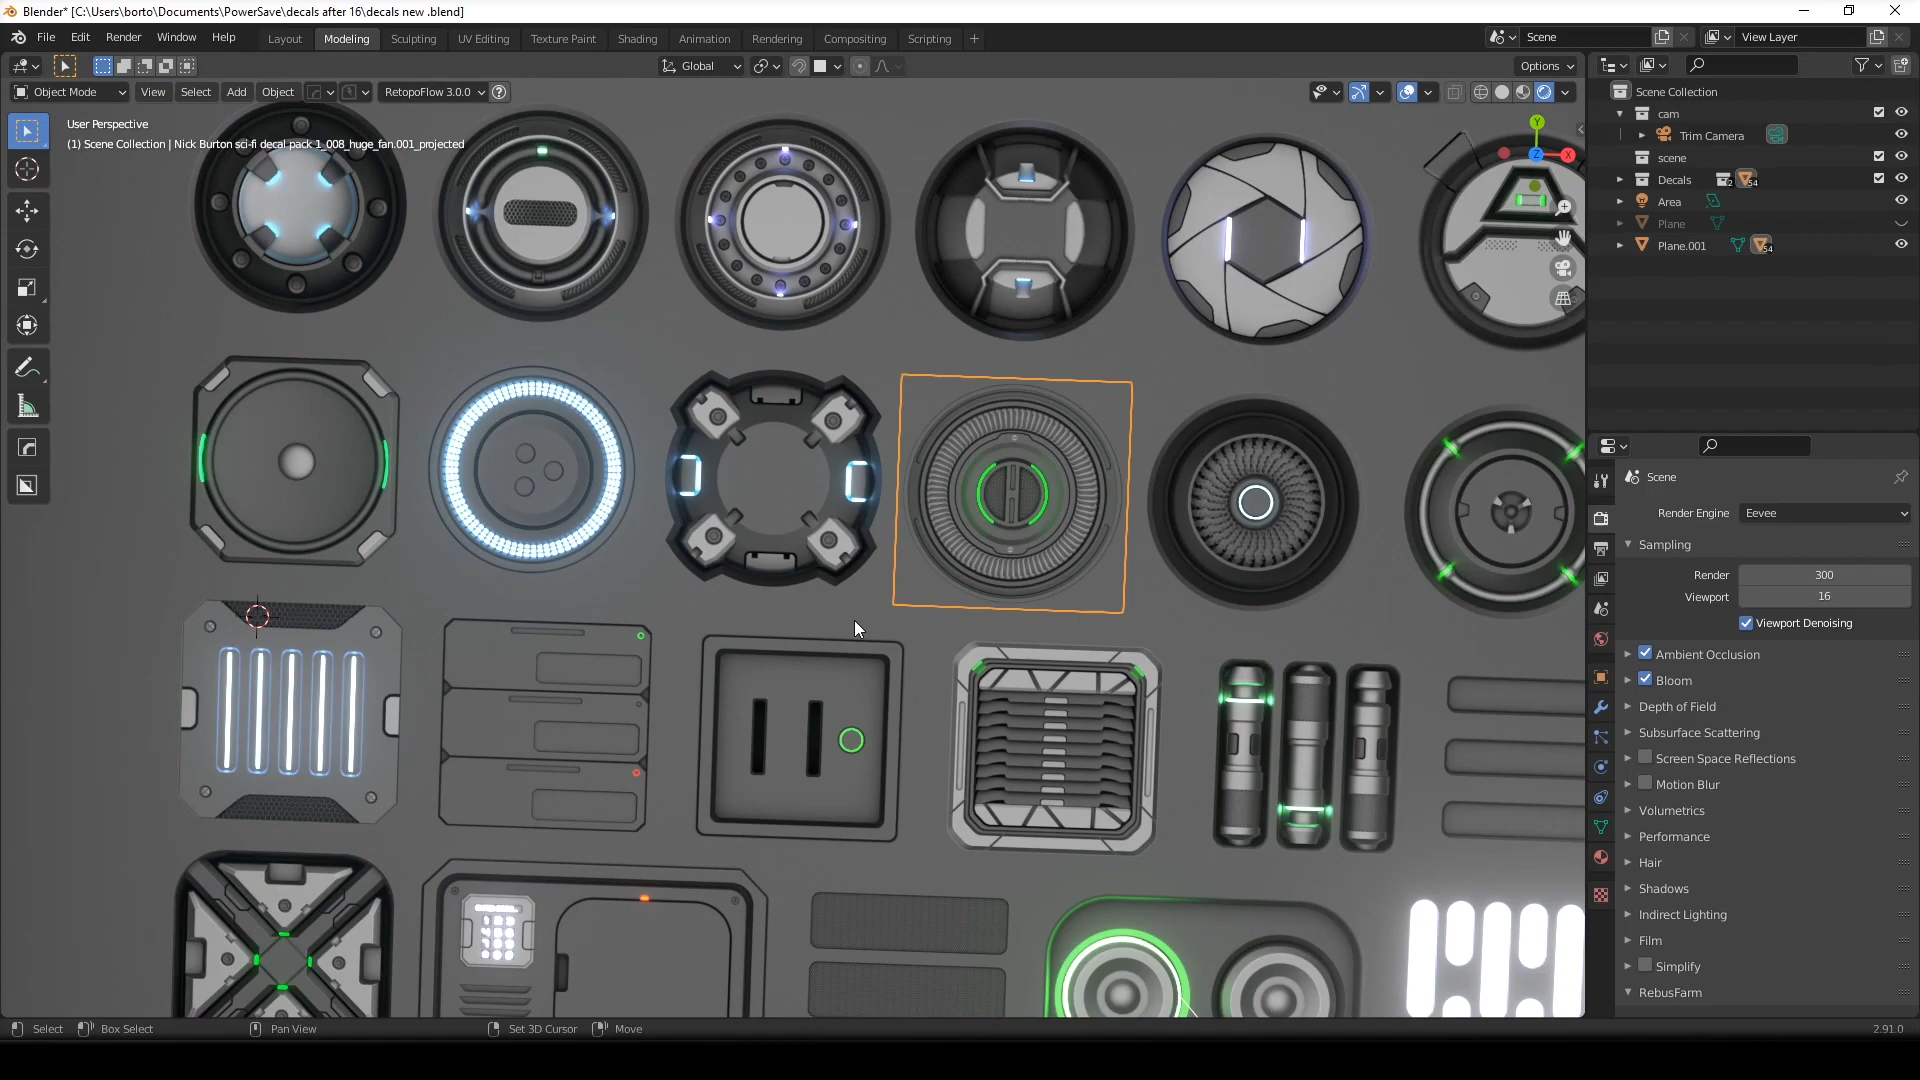 Blender* [C:\Users\borto\Documents\PowerSave\decals after 16\decals new .blend]
File Edit Render Window Help
Layout Modeling Sculpting UV Editing Texture Paint Shading Animation Rendering Compositing Scripting +
Scene
View Layer
Global
Options
Object Mode View Select Add Object RetopoFlow 3.0.0
User Perspective
(1) Scene Collection | Nick Burton sci-fi decal pack 1_008_huge_fan.001_projected
Y
Z
X
Scene Collection
cam
Trim Camera
scene
Decals 2 54
Area
Plane
Plane.001 54
Scene
Render Engine Eevee
Sampling
Render 300
Viewport 16
Viewport Denoising
Ambient Occlusion
Bloom
Depth of Field
Subsurface Scattering
Screen Space Reflections
Motion Blur
Volumetrics
Performance
Hair
Shadows
Indirect Lighting
Film
Simplify
RebusFarm
Select Box Select Pan View Set 3D Cursor Move 2.91.0